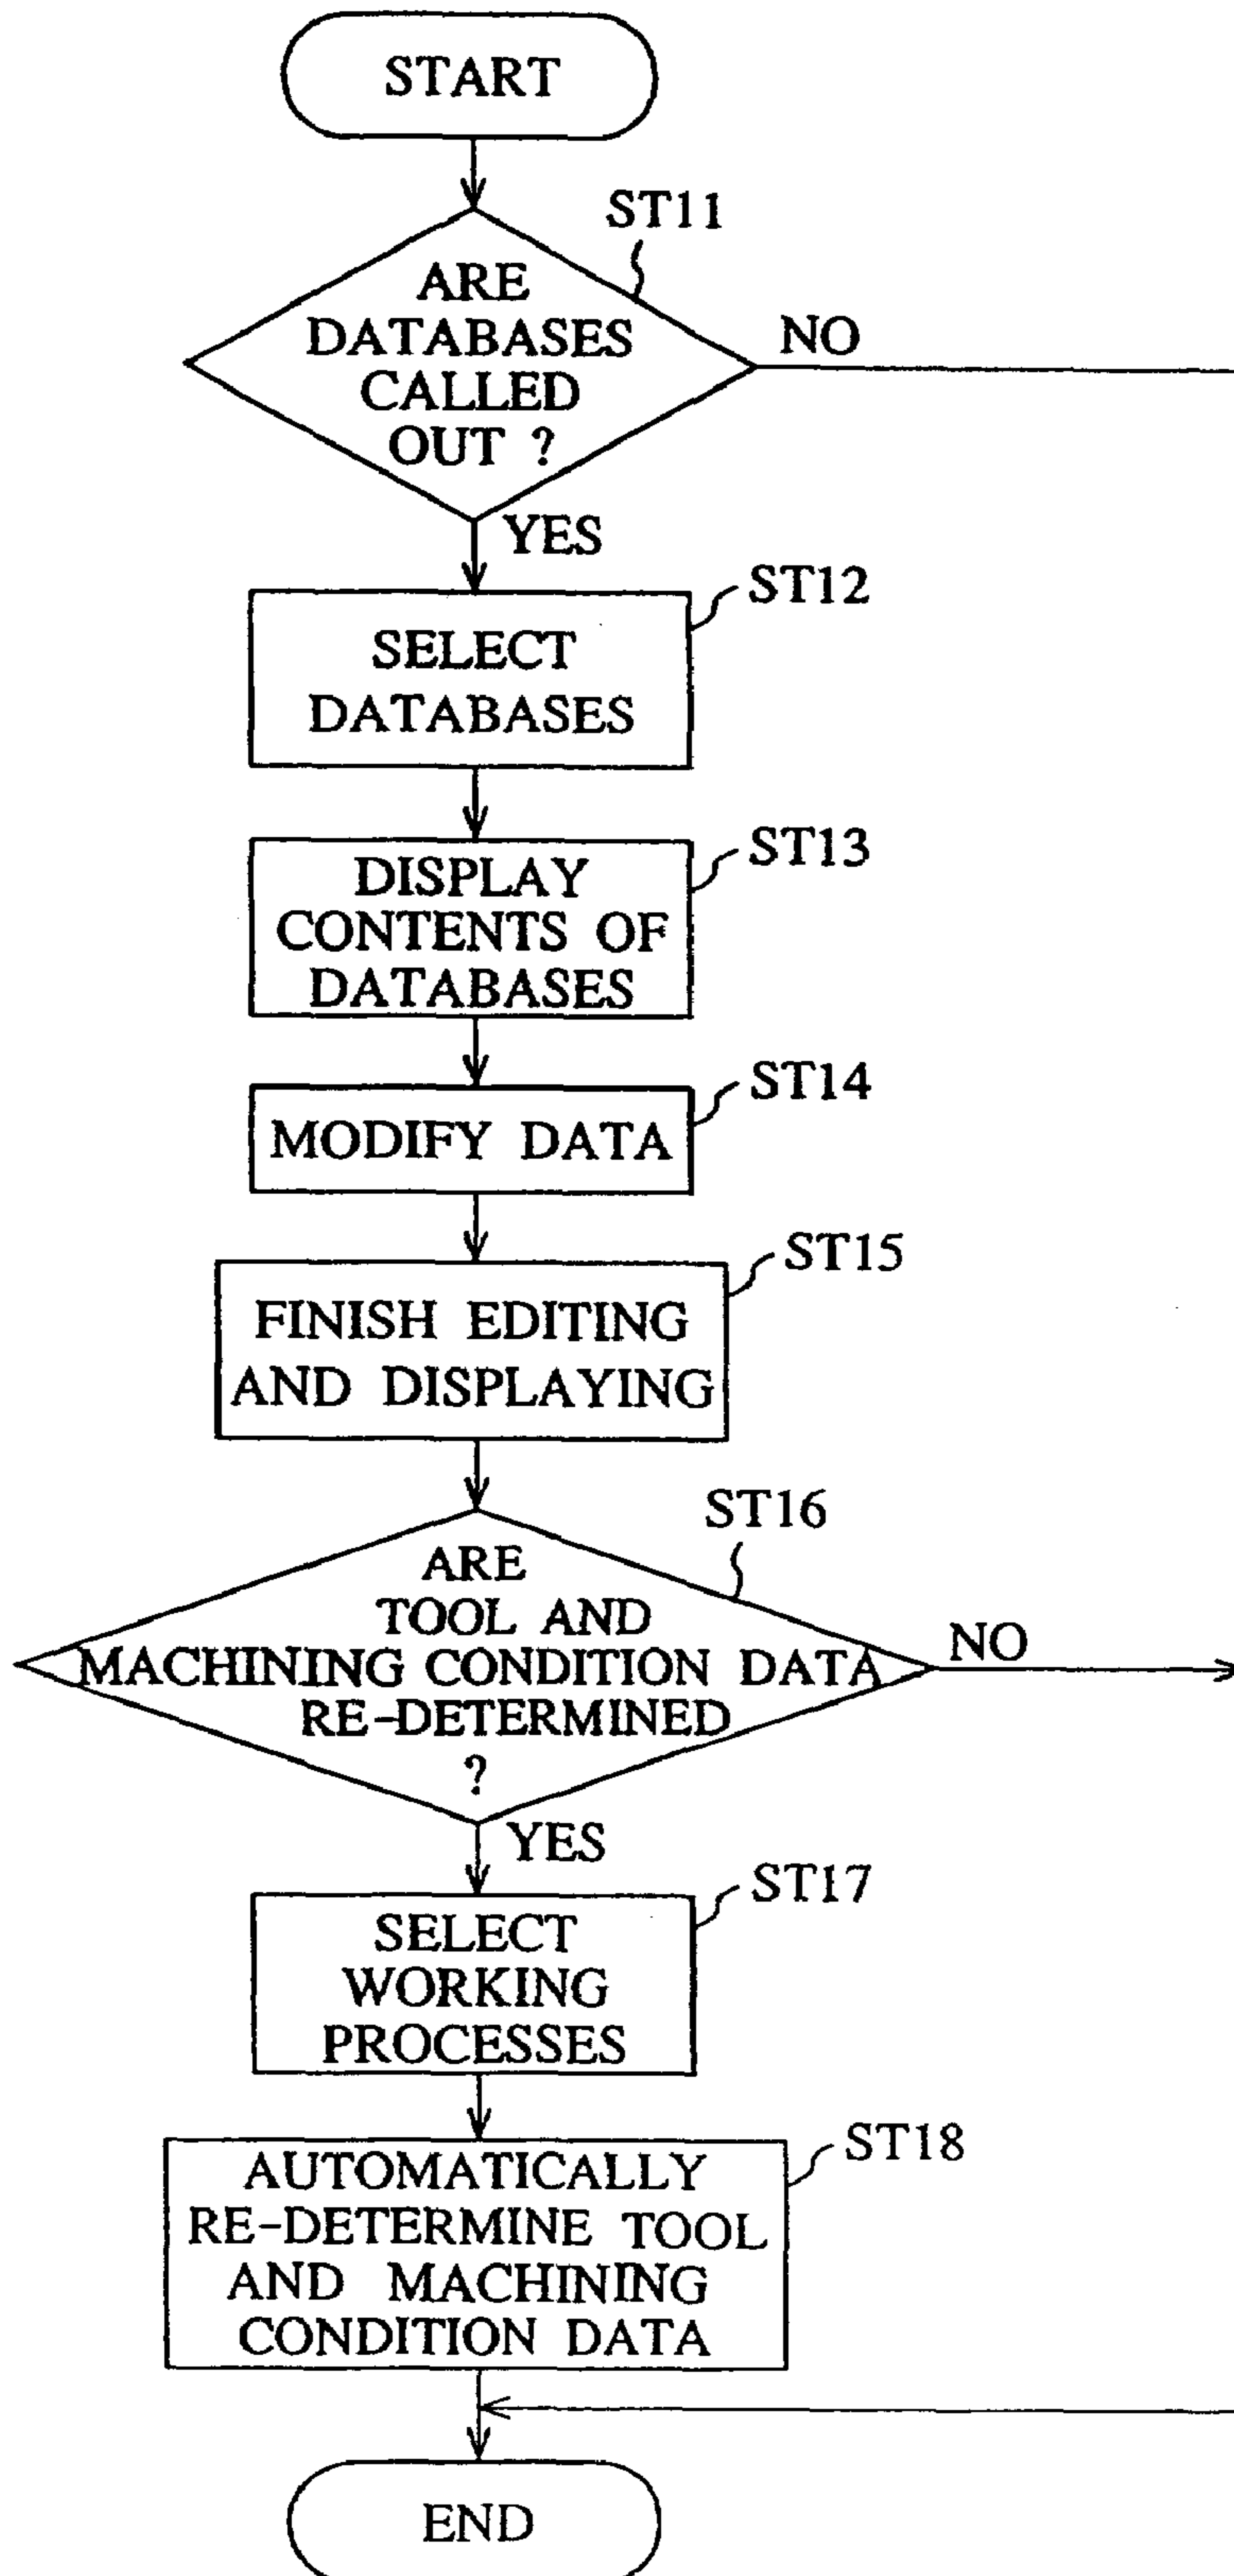 START
ST11
ARE
DATABASES
CALLED
OUT ?
NO
YES
ST12
SELECT
DATABASES
ST13
DISPLAY
CONTENTS OF
DATABASES
ST14
MODIFY DATA
ST15
FINISH EDITING
AND DISPLAYING
ST16
ARE
TOOL AND
MACHINING CONDITION DATA
RE-DETERMINED
?
NO
YES
ST17
SELECT
WORKING
PROCESSES
ST18
AUTOMATICALLY
RE-DETERMINE TOOL
AND MACHINING
CONDITION DATA
END